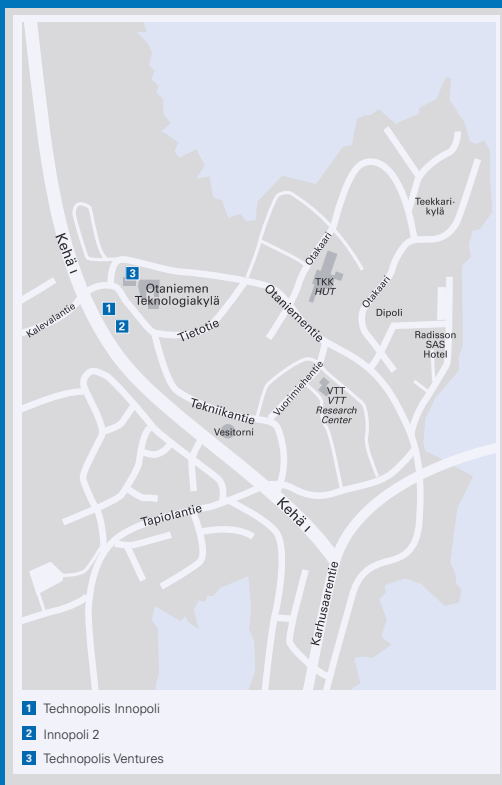 Teekkari-
kylä
Otakaari
Kehä I
3
Otaniemen
Teknologiakylä
TKK
HUT
Otakaari
1
2
Kalevalantie
Tietotie
Otaniementie
Dipoli
Radisson
SAS
Hotel
Vuorimiehentie
VTT
VTT
Research
Center
Tekniikantie
Vesitorni
Tapiolantie
Kehä I
Karhusaarentie
1 Technopolis Innopoli
2 Innopoli 2
3 Technopolis Ventures